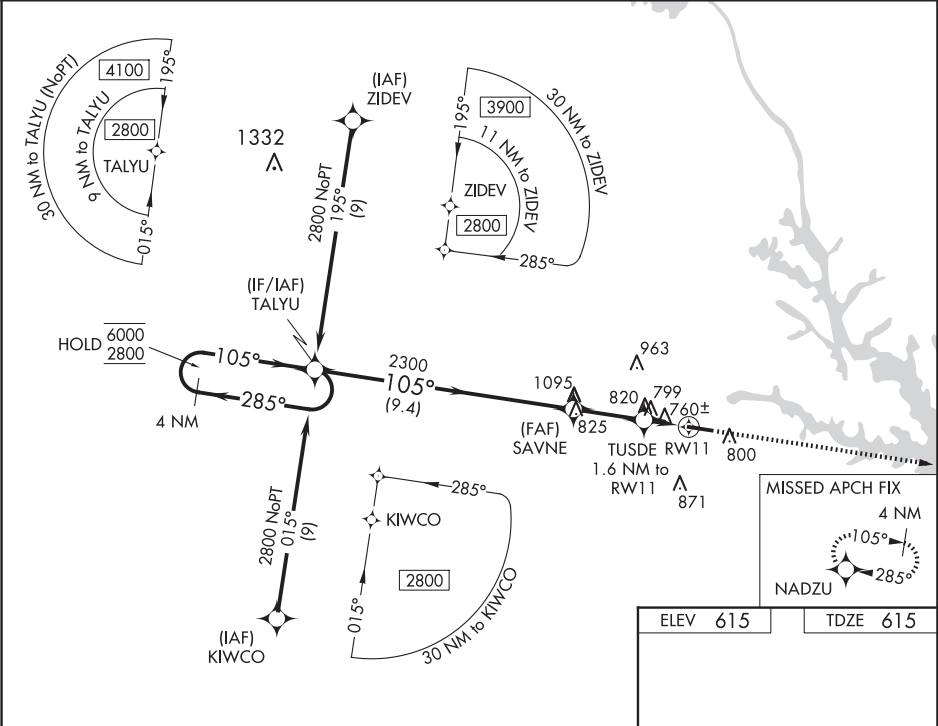 30 NM to TALYU (NoPT)
4100
195°
9 NM to TALYU
2800
TALYU
015°
1332
(IAF)
ZIDEV
2800 NoPT
195°
(9)
3900
195°
30 NM to ZIDEV
11 NM to ZIDEV
ZIDEV
2800
285°
(IF/IAF)
TALYU
HOLD 6000
2800
105°
285°
4 NM
2300
105°
(9.4)
1095
825
(FAF)
SAVNE
963
820
799
760±
TUSDE
1.6 NM to
RW11
RW11
800
871
2800 NoPT
015°
(9)
(IAF)
KIWCO
285°
KIWCO
2800
015°
30 NM to KIWCO
MISSED APCH FIX
4 NM
105°
285°
NADZU
ELEV 615
TDZE 615